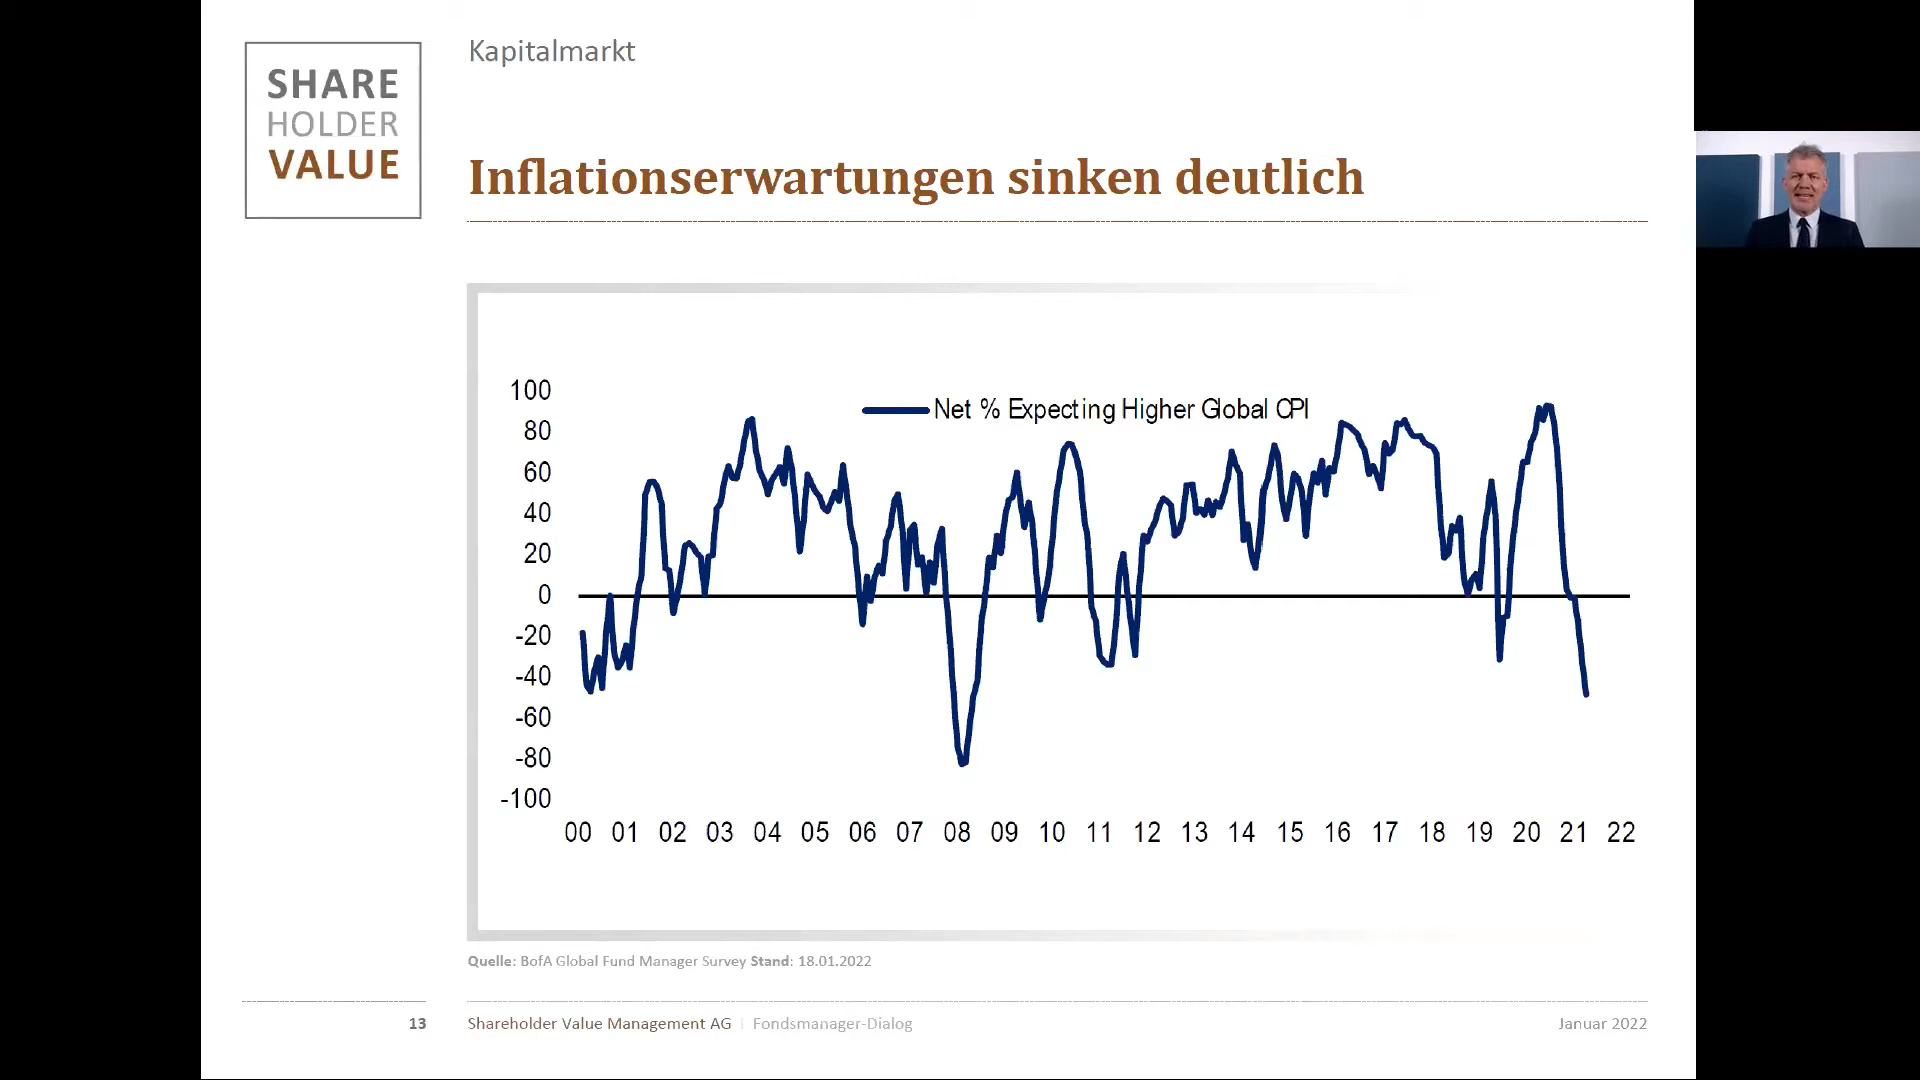 SHARE
HOLDER
VALUE
Kapitalmarkt
Inflationserwartungen sinken deutlich
Net % Expecting Higher Global CPI
100
80
60
40
20
0
-20
-40
-60
-80
-100
00 01 02 03 04 05 06 07 08 09 10 11 12 13 14 15 16 17 18 19 20 21 22
Quelle: BofA Global Fund Manager Survey Stand: 18.01.2022
13 Shareholder Value Management AG | Fondsmanager-Dialog Januar 2022